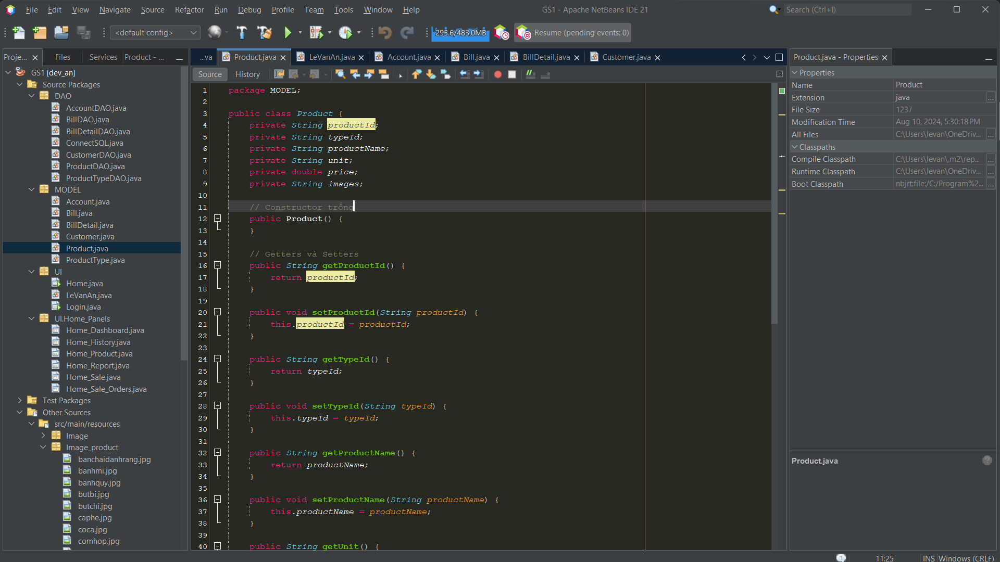 File Edit View Navigate Source Refactor Run Debug Profile Team Tools Window Help
GS1 - Apache NetBeans IDE 21
Search (Ctrl+I)
<default config>
295.6/483.0MB
Resume (pending events: 0)
Proje... Files Services Product - ...
GS1 [dev_an]
Source Packages
DAO
AccountDAO.java
BillDAO.java
BillDetailDAO.java
ConnectSQL.java
CustomerDAO.java
ProductDAO.java
ProductTypeDAO.java
MODEL
Account.java
Bill.java
BillDetail.java
Customer.java
Product.java
ProductType.java
UI
Home.java
LeVanAn.java
Login.java
UI.Home_Panels
Home_Dashboard.java
Home_History.java
Home_Product.java
Home_Report.java
Home_Sale.java
Home_Sale_Orders.java
Test Packages
Other Sources
src/main/resources
Image
Image_product
banchaidanhrang.jpg
banhmi.jpg
banhquy.jpg
butbi.jpg
butchi.jpg
caphe.jpg
coca.jpg
comhop.jpg
...va Product.java LeVanAn.java Account.java Bill.java BillDetail.java Customer.java
Source History
1 package MODEL;
2
3 public class Product {
4 private String productId;
5 private String typeId;
6 private String productName;
7 private String unit;
8 private double price;
9 private String images;
10
11 // Constructor trống
12 public Product() {
13 }
14
15 // Getters và Setters
16 public String getProductId() {
17 return productId;
18 }
19
20 public void setProductId(String productId) {
21 this.productId = productId;
22 }
23
24 public String getTypeId() {
25 return typeId;
26 }
27
28 public void setTypeId(String typeId) {
29 this.typeId = typeId;
30 }
31
32 public String getProductName() {
33 return productName;
34 }
35
36 public void setProductName(String productName) {
37 this.productName = productName;
38 }
39
40 public String getUnit() {
Product.java - Properties
Properties
Name Product
Extension java ...
File Size 1237
Modification Time Aug 10, 2024, 5:30:18 PM
All Files C:\Users\levan\OneDriv... ...
Classpaths
Compile Classpath C:\Users\levan\.m2\rep... ...
Runtime Classpath C:\Users\levan\OneDriv... ...
Boot Classpath nbjrt:file:/C:/Program%2... ...
Product.java
?
1
11:25 INS Windows (CRLF)